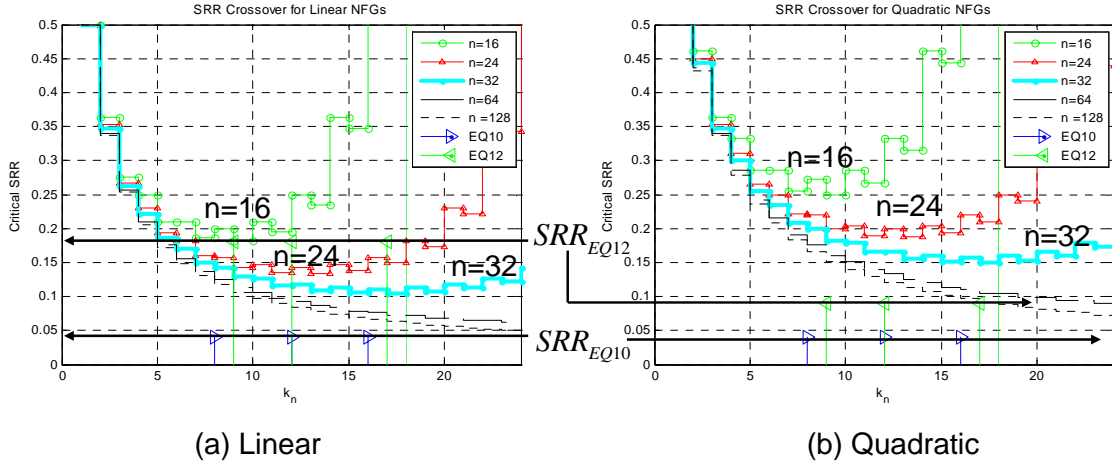 SRR Crossover for Linear NFGs
0.5
0.45
0.4
0.35
0.3
0.25
0.2
0.15
0.1
0.05
0
Critical SRR
0 5 10 15 20
k_n
n=16
n=24
n=32
n=64
n =128
EQ10
EQ12
n=16
n=24
n=32
SRR_EQ12
SRR_EQ10
SRR Crossover for Quadratic NFGs
0.5
0.45
0.4
0.35
0.3
0.25
0.2
0.15
0.1
0.05
0
Critical SRR
0 5 10 15 20
k_n
n=16
n=24
n=32
n=64
n =128
EQ10
EQ12
n=16
n=24
n=32
(a) Linear
(b) Quadratic